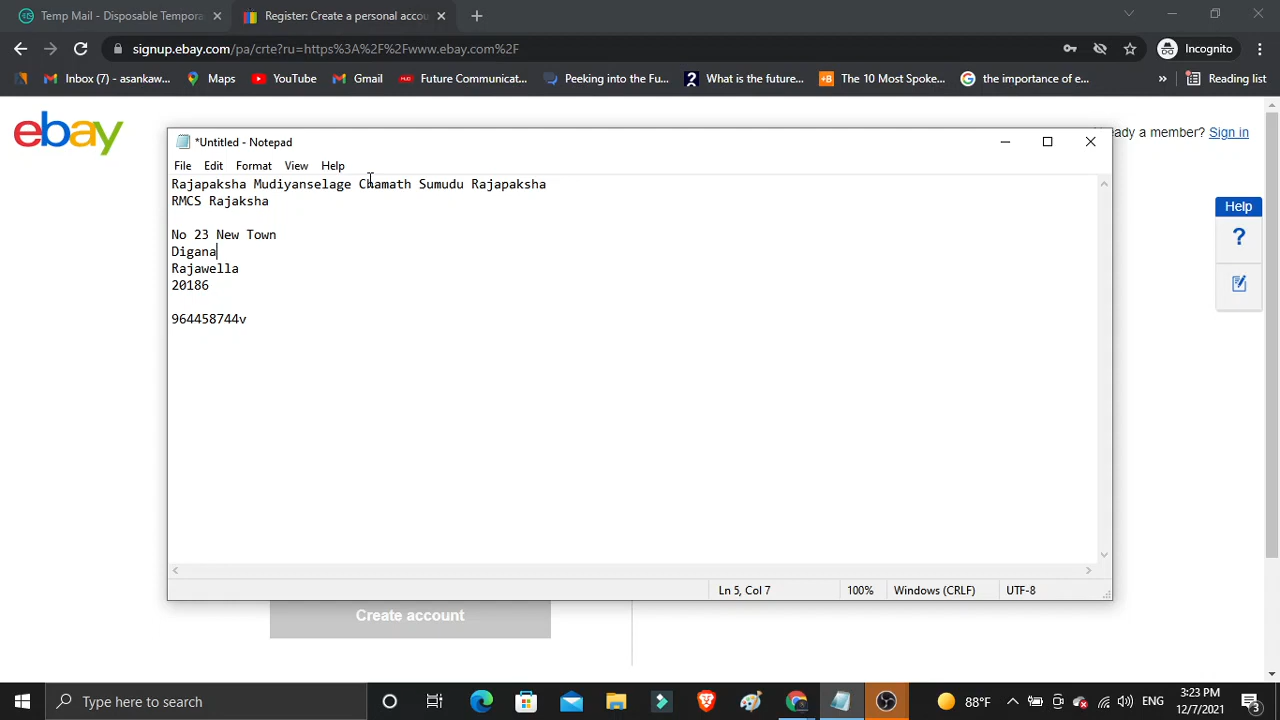 Temp Mail - Disposable Tempora
Register: Create a personal accou
signup.ebay.com/pa/crte?ru=https%3A%2F%2Fwww.ebay.com%2F
Incognito
Inbox (7) - asankaw...
Maps
YouTube
Gmail
Future Communicat...
Peeking into the Fu...
What is the future...
The 10 Most Spoke...
the importance of e...
»
Reading list
ebay
ady a member? Sign in
*Untitled - Notepad
File Edit Format View Help
Rajapaksha Mudiyanselage Chamath Sumudu Rajapaksha
RMCS Rajaksha
No 23 New Town
Digana
Rajawella
20186
964458744v
Help
?
Ln 5, Col 7
100%
Windows (CRLF)
UTF-8
Create account
Type here to search
88°F
ENG
3:23 PM
12/7/2021
3